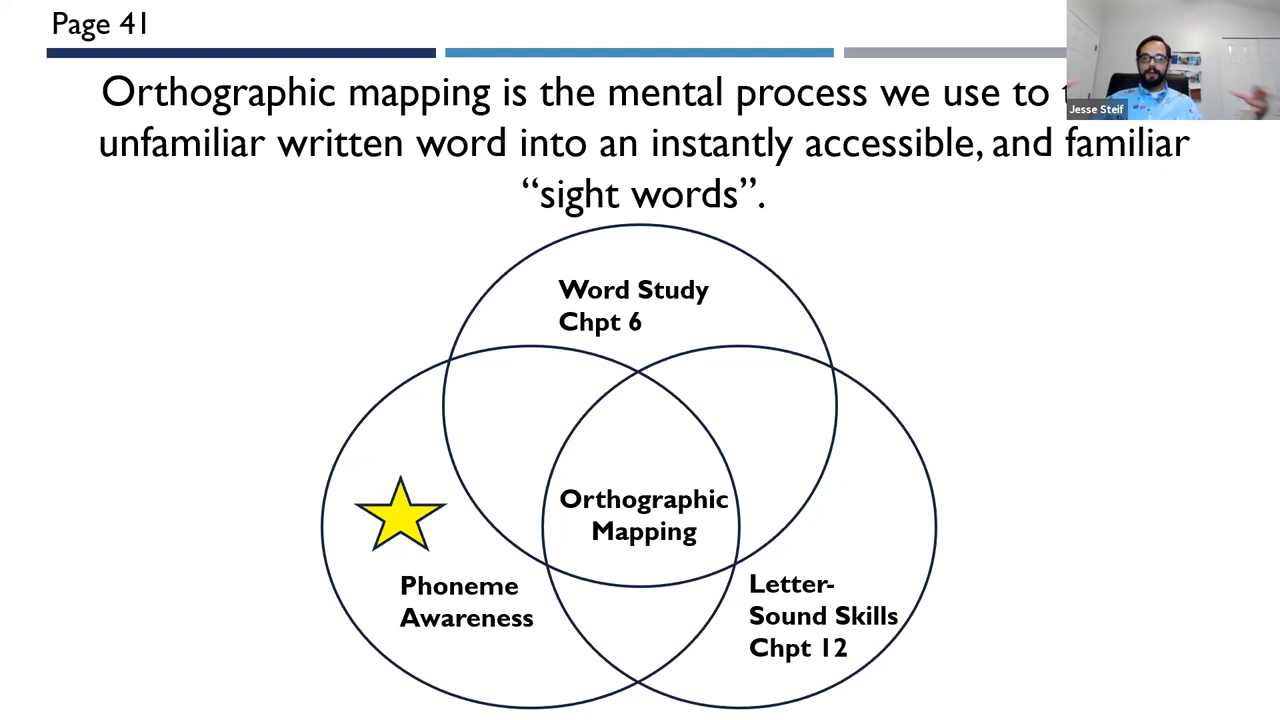 Page 41
Jesse Steif
Orthographic mapping is the mental process we use to
unfamiliar written word into an instantly accessible, and familiar
“sight words”.
Word Study
Chpt 6
Orthographic
Mapping
Phoneme
Awareness
Letter-
Sound Skills
Chpt 12